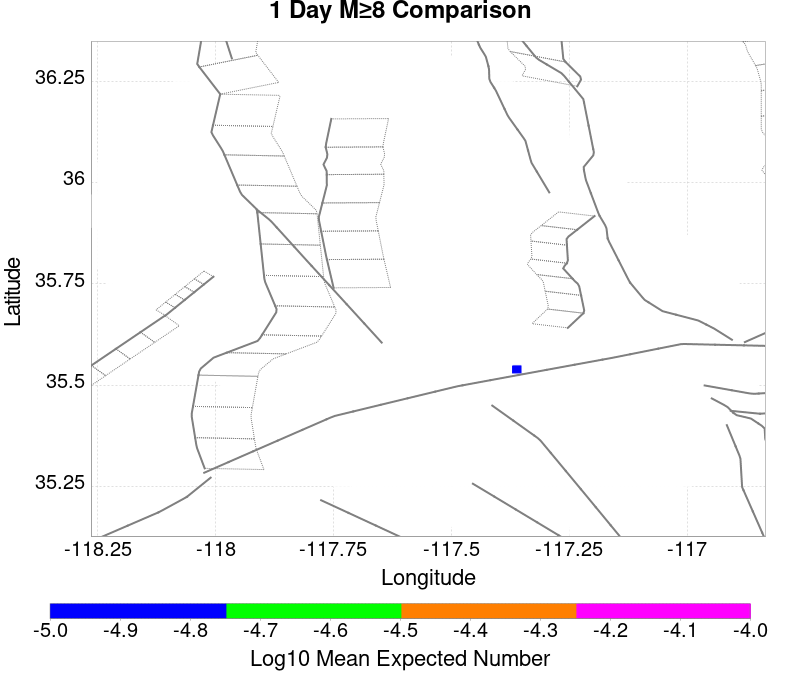 1 Day M≥8 Comparison
36.25
36
35.75
35.5
35.25
Latitude
-118.25 -118 -117.75 -117.5 -117.25 -117
Longitude
-5.0 -4.9 -4.8 -4.7 -4.6 -4.5 -4.4 -4.3 -4.2 -4.1 -4.0
Log10 Mean Expected Number